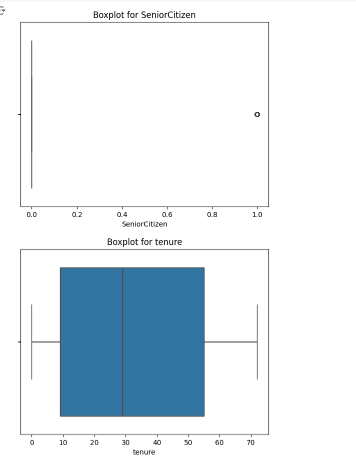 Boxplot for SeniorCitizen
0.0 0.2 0.4 0.6 0.8 1.0
SeniorCitizen
Boxplot for tenure
0 10 20 30 40 50 60 70
tenure